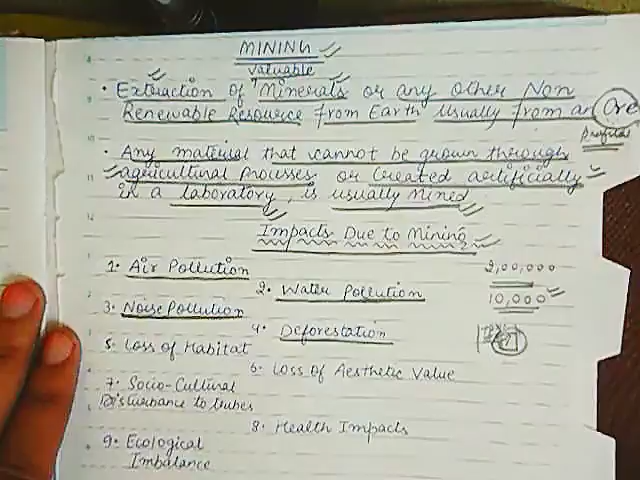 MINING
Valuable
• Extraction of "Minerals or any other Non
Renewable Resource from Earth Usually from an Ore
• Any material that cannot be grown through
agricultural processes or Created artificially
in a laboratory, is usually Mined
Impacts Due to Mining
1. Air Pollution
2,00,000
2. Water Pollution
10,000
3. Noise Pollution
4. Deforestation
5. Loss of Habitat
6. Loss of Aesthetic Value
7. Socio-Cultural
Disturbance to tribes
8. Health Impacts
9. Ecological
Imbalance